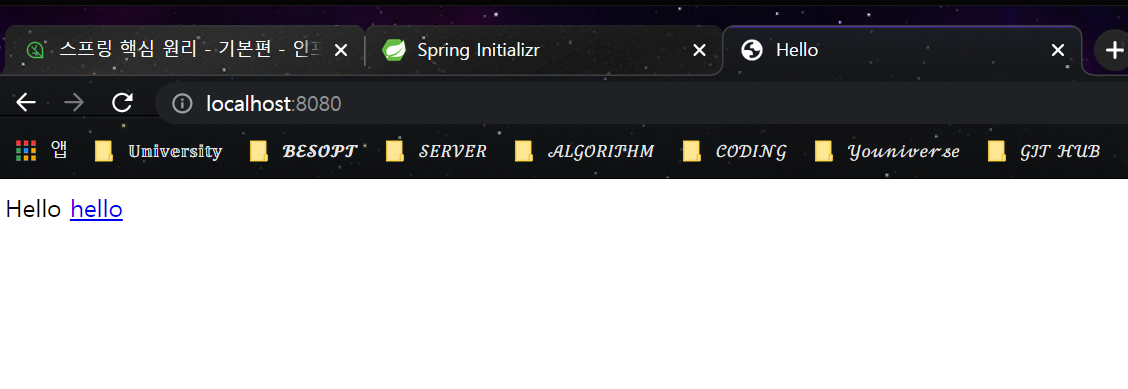 스프링 핵심 원리 - 기본편 - 인프
Spring Initializr
Hello
localhost:8080
앱
University
BESOPT
SERVER
ALGORITHM
CODING
Youniverse
GIT HUB
Hello hello